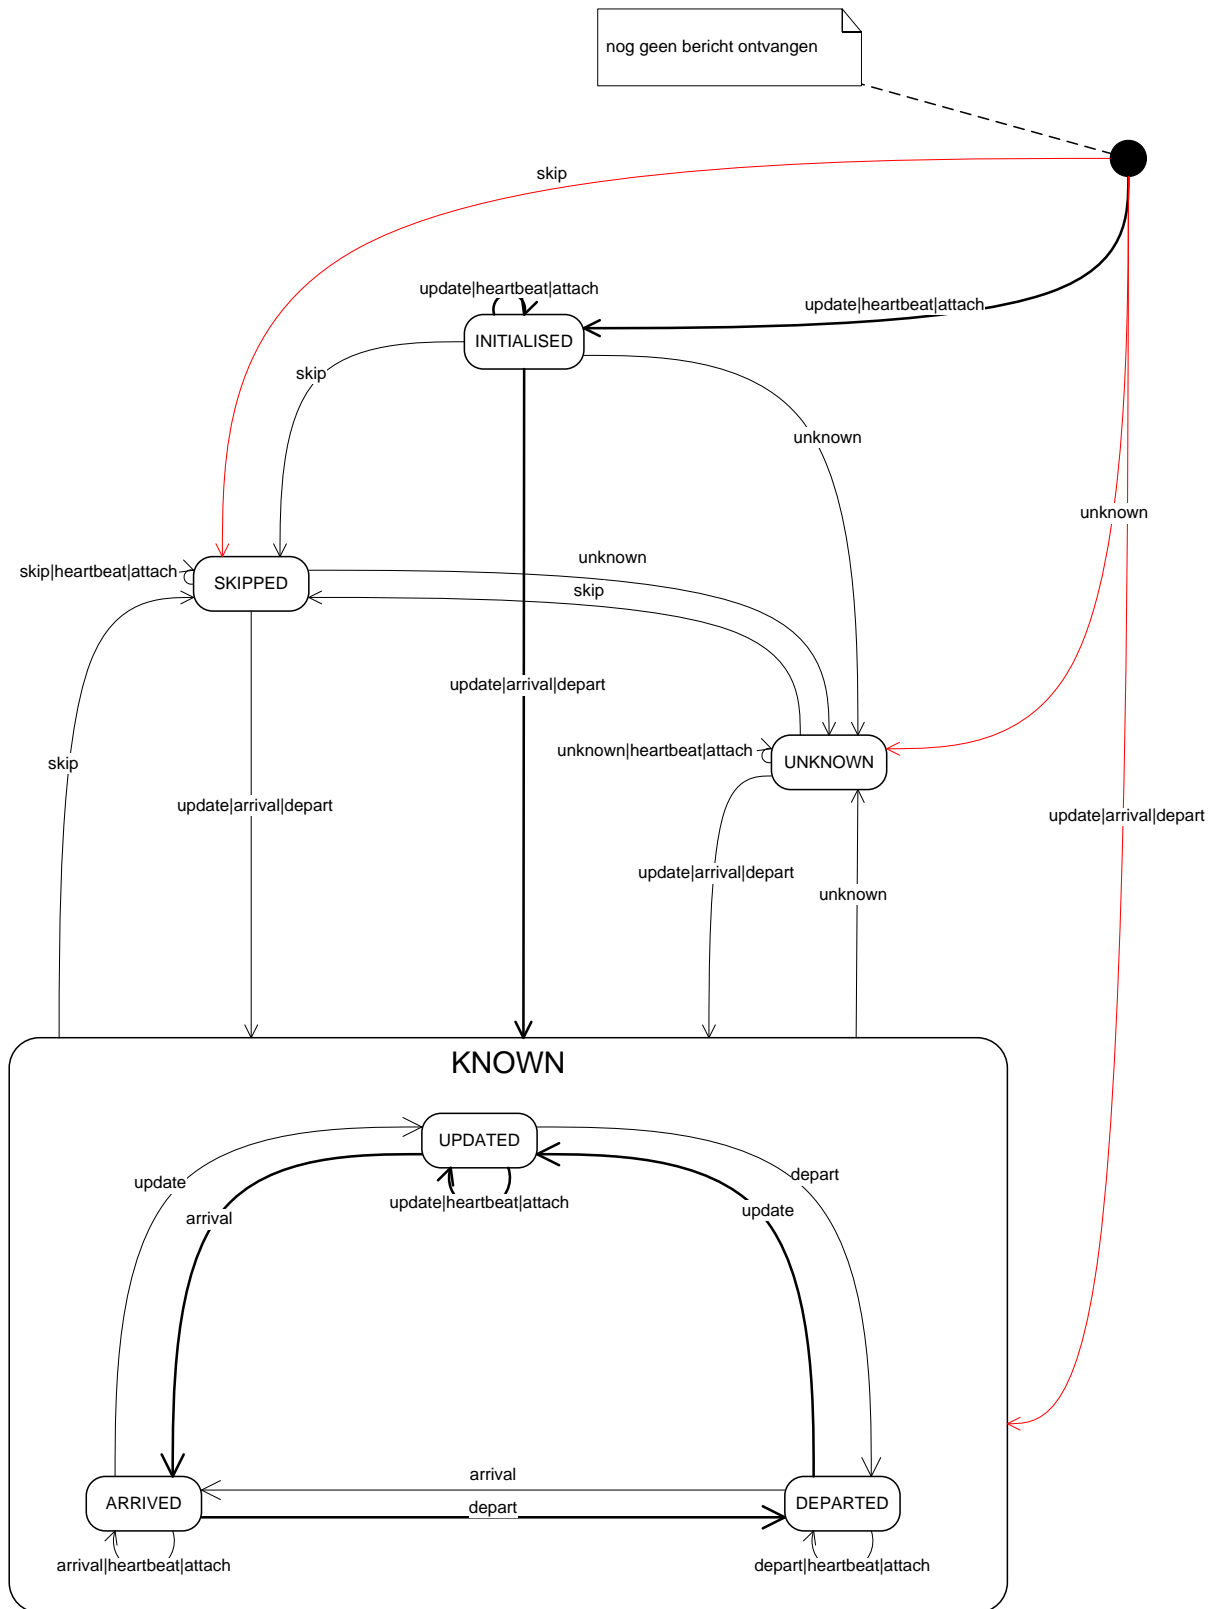 nog geen bericht ontvangen
skip
update|heartbeat|attach
update|heartbeat|attach
INITIALISED
skip
unknown
unknown
unknown
skip|heartbeat|attach
SKIPPED
skip
update|arrival|depart
unknown|heartbeat|attach
UNKNOWN
skip
update|arrival|depart
update|arrival|depart
update|arrival|depart
unknown
KNOWN
UPDATED
depart
update
update|heartbeat|attach
update
arrival
arrival
ARRIVED
DEPARTED
depart
arrival|heartbeat|attach
depart|heartbeat|attach